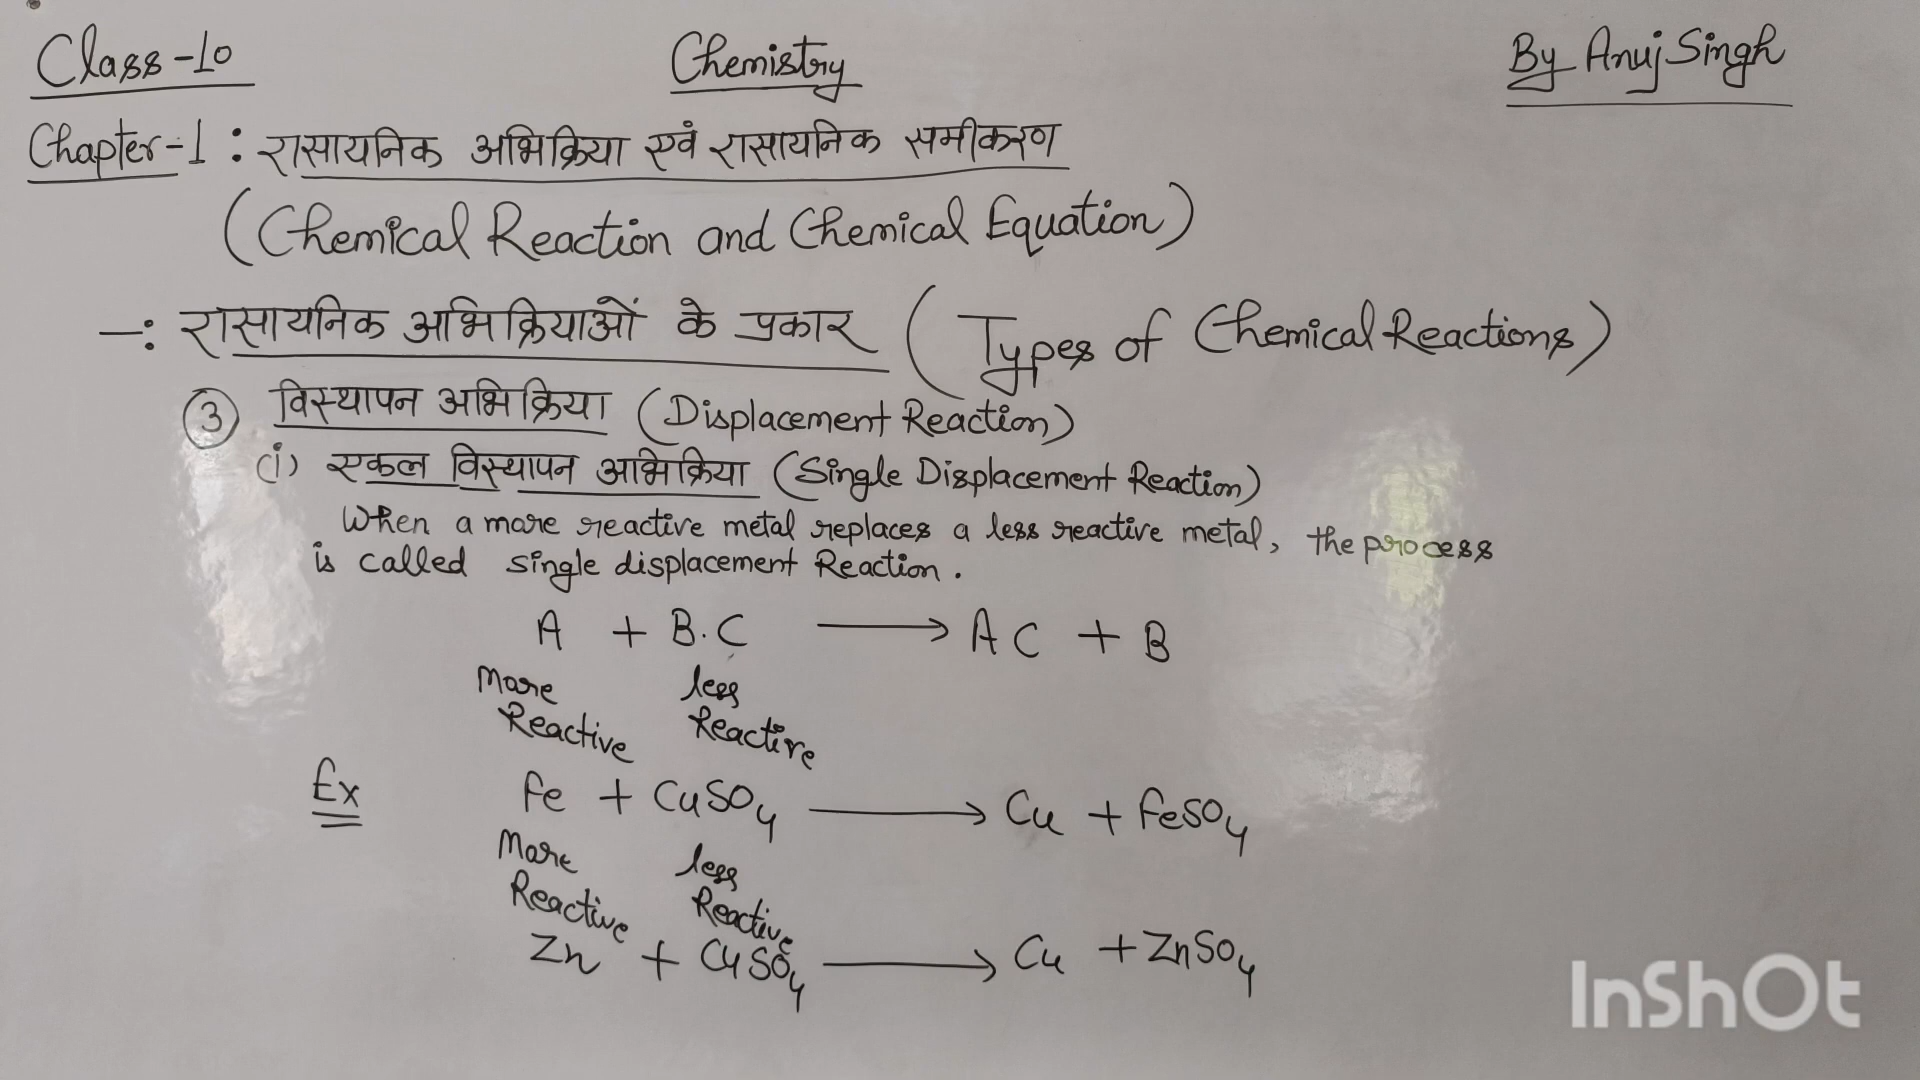 Class-10 Chemistry By Anuj Singh
Chapter-1 : रासायनिक अभिक्रिया एवं रासायनिक समीकरण
(Chemical Reaction and Chemical Equation)
-: रासायनिक अभिक्रियाओं के प्रकार (Types of Chemical Reactions)
③ विस्थापन अभिक्रिया (Displacement Reaction)
(i) एकल विस्थापन अभिक्रिया (Single Displacement Reaction)
When a more reactive metal replaces a less reactive metal, the process
is called single displacement Reaction.
A + B.C ⟶ AC + B
More less
Reactive Reactive
Ex Fe + CuSO₄ ⟶ Cu + FeSO₄
More less
Reactive Reactive
Zn + CuSO₄ ⟶ Cu + ZnSO₄
InShOt